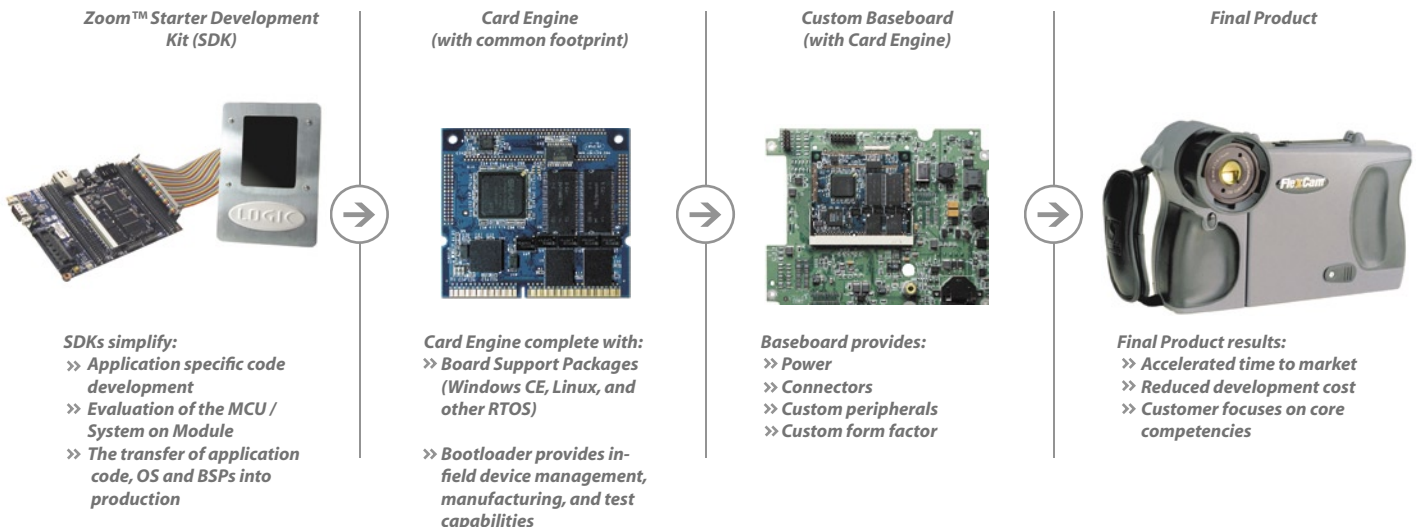 Zoom™ Starter Development
Kit (SDK)
Card Engine
(with common footprint)
Custom Baseboard
(with Card Engine)
Final Product
LOGIC
FlexCam
SDKs simplify:
» Application specific code
development
» Evaluation of the MCU /
System on Module
» The transfer of application
code, OS and BSPs into
production
Card Engine complete with:
» Board Support Packages
(Windows CE, Linux, and
other RTOS)
» Bootloader provides in-
field device management,
manufacturing, and test
capabilities
Baseboard provides:
» Power
» Connectors
» Custom peripherals
» Custom form factor
Final Product results:
» Accelerated time to market
» Reduced development cost
» Customer focuses on core
competencies